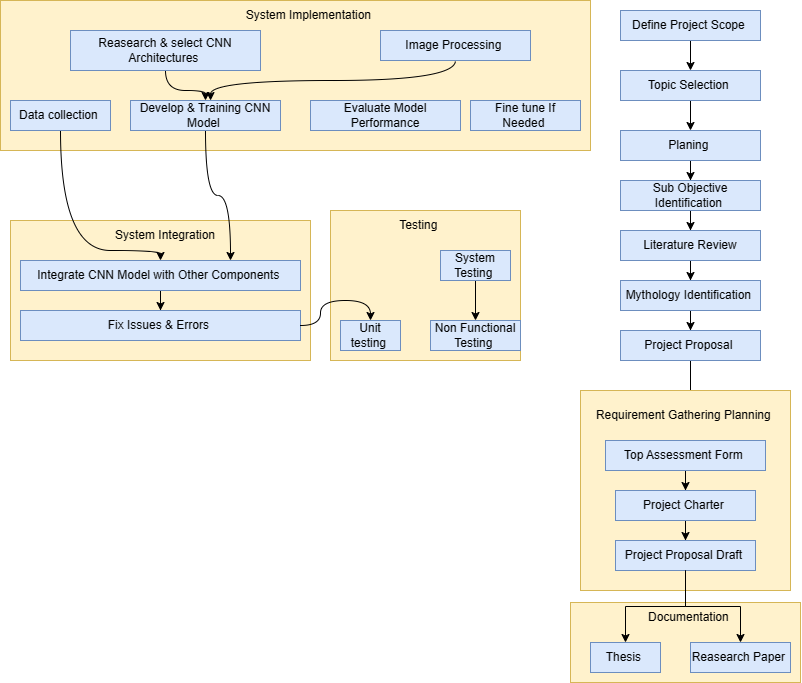 System Implementation
Reasearch & select CNN
Architectures
Image Processing
Data collection
Develop & Training CNN
Model
Evaluate Model
Performance
Fine tune If
Needed
System Integration
Integrate CNN Model with Other Components
Fix Issues & Errors
Testing
System
Testing
Unit
testing
Non Functional
Testing
Define Project Scope
Topic Selection
Planing
Sub Objective
Identification
Literature Review
Mythology Identification
Project Proposal
Requirement Gathering Planning
Top Assessment Form
Project Charter
Project Proposal Draft
Documentation
Thesis
Reasearch Paper